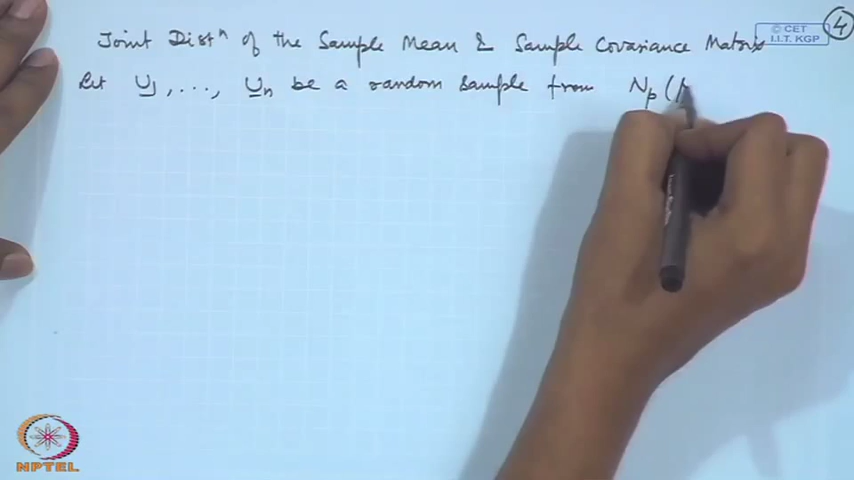 4
© CET
I.I.T. KGP
Joint Distⁿ of the Sample Mean & Sample Covariance Matrix
Let U₁, ..., Uₙ be a random sample from Nₚ(μ
NPTEL